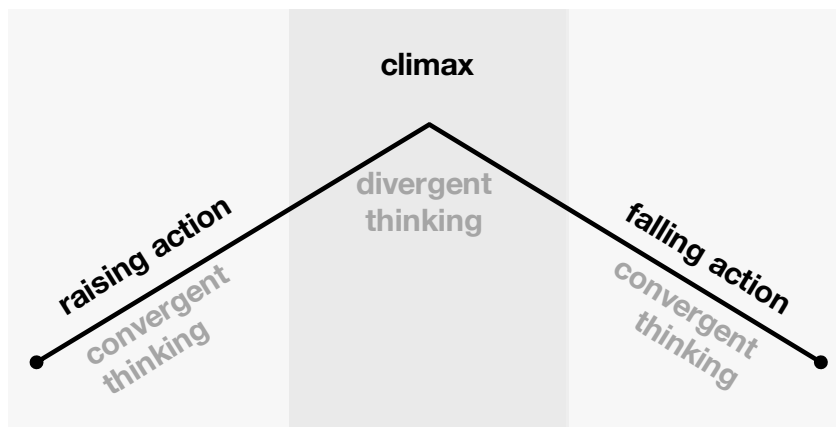 climax
divergent
thinking
raising action
convergent
thinking
falling action
convergent
thinking